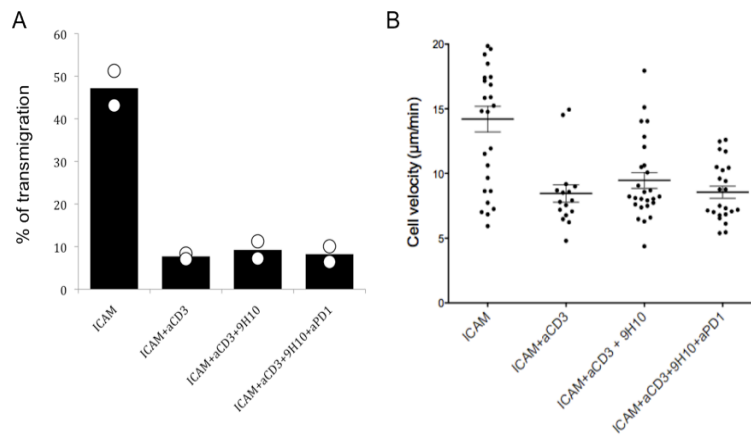 A
% of transmigration
60
50
40
30
20
10
0
ICAM
ICAM+aCD3
ICAM+aCD3+9H10
ICAM+aCD3+9H10+aPD1
B
Cell velocity (µm/min)
20
15
10
5
0
ICAM
ICAM+aCD3
ICAM+aCD3 + 9H10
ICAM+aCD3+9H10+aPD1